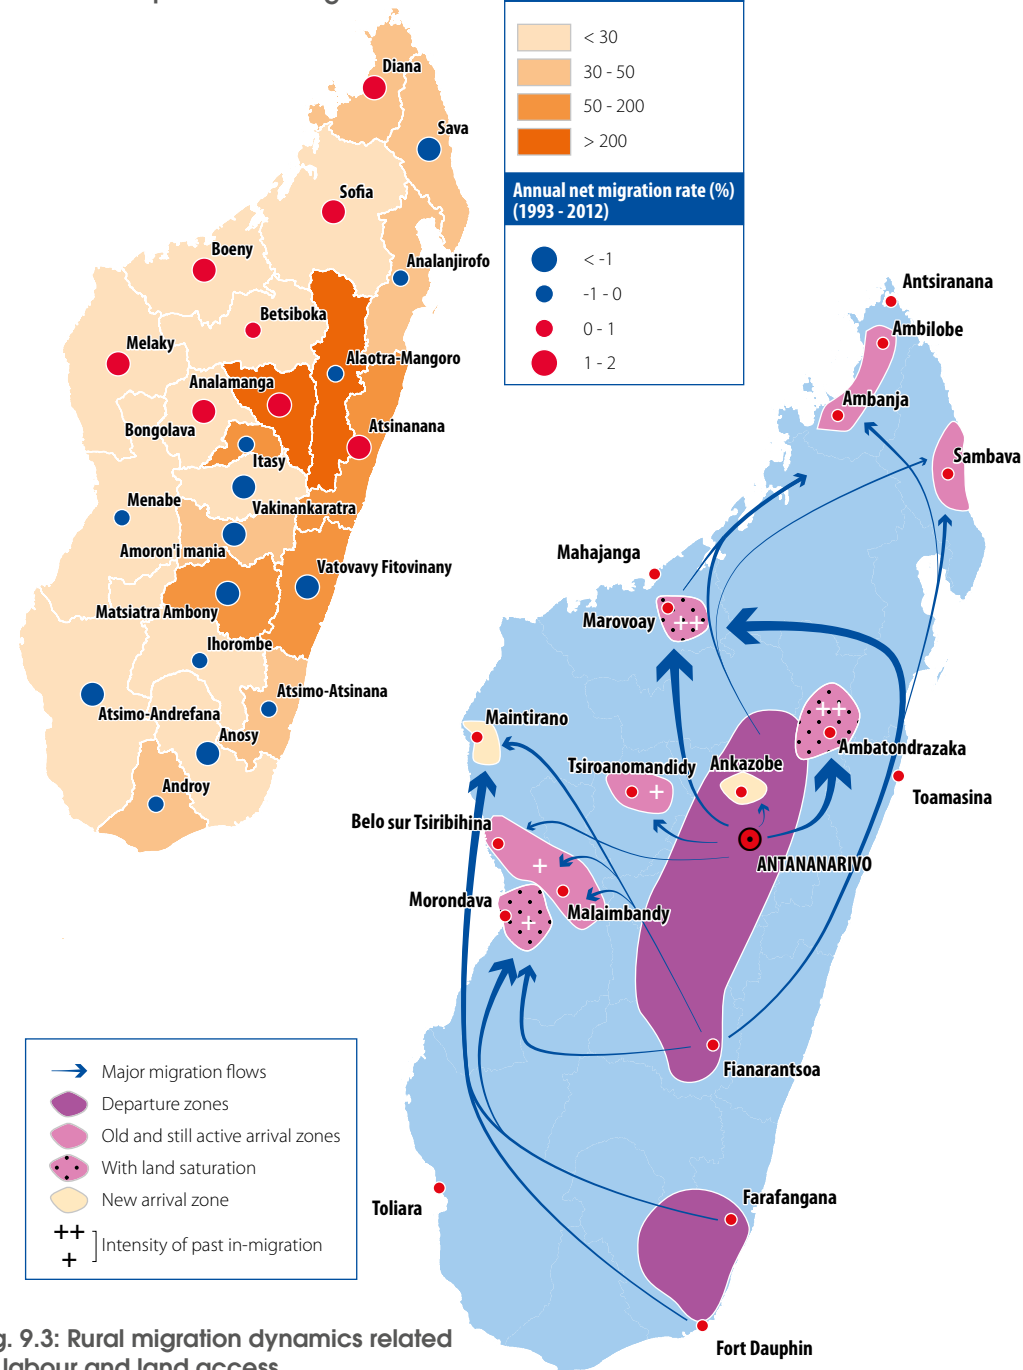 < 30
30 - 50
50 - 200
> 200
Annual net migration rate (%)
(1993 - 2012)
< -1
-1 - 0
0 - 1
1 - 2
Diana
Sava
Sofia
Boeny
Analanjirofo
Betsiboka
Melaky
Alaotra-Mangoro
Analamanga
Bongolava
Atsinanana
Itasy
Menabe
Vakinankaratra
Amoron'i mania
Vatovavy Fitovinany
Matsiatra Ambony
Ihorombe
Atsimo-Atsinana
Atsimo-Andrefana
Anosy
Androy
Antsiranana
Ambilobe
Ambanja
Sambava
Mahajanga
Marovoay
++
Maintirano
++
Ambatondrazaka
Tsiroanomandidy
+
Ankazobe
Toamasina
Belo sur Tsiribihina
ANTANANARIVO
+
Morondava
Malaimbandy
+
Fianarantsoa
Toliara
Farafangana
Fort Dauphin
Major migration flows
Departure zones
Old and still active arrival zones
With land saturation
New arrival zone
++
+
Intensity of past in-migration
g. 9.3: Rural migration dynamics related
labour and land access